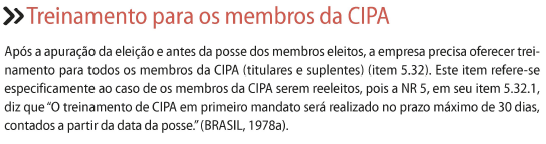 Treinamento para os membros da CIPA
Após a apuração da eleição e antes da posse dos membros eleitos, a empresa precisa oferecer trei-
namento para todos os membros da CIPA (titulares e suplentes) (item 5.32). Este item refere-se
especificamente ao caso de os membros da CIPA serem reeleitos, pois a NR 5, em seu item 5.32.1,
diz que “O treinamento de CIPA em primeiro mandato será realizado no prazo máximo de 30 dias,
contados a partir da data da posse.” (BRASIL, 1978a).